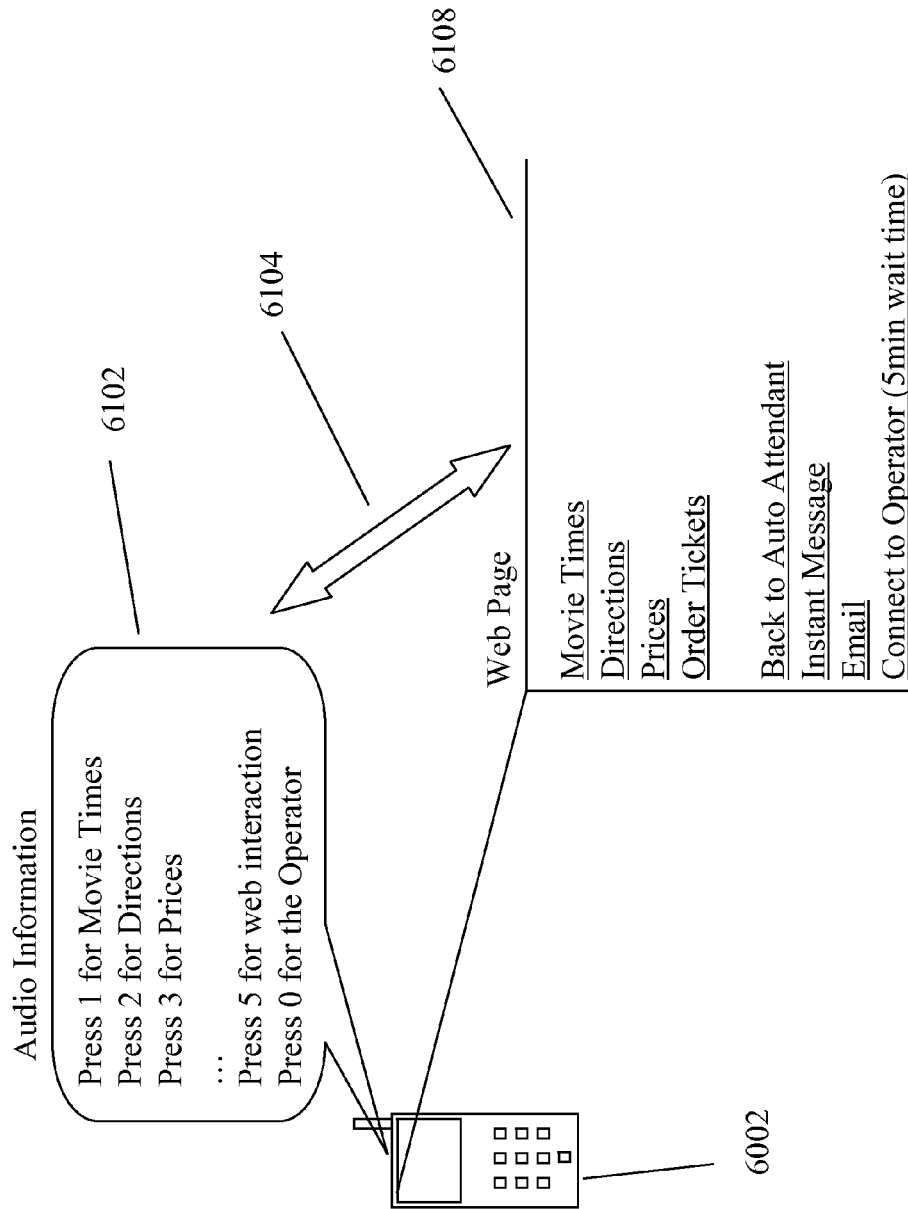 Audio Information
6102
Press 1 for Movie Times
Press 2 for Directions
Press 3 for Prices
…
Press 5 for web interaction
Press 0 for the Operator
6104
6108
Web Page
Movie Times
Directions
Prices
Order Tickets
Back to Auto Attendant
Instant Message
Email
Connect to Operator (5min wait time)
6002